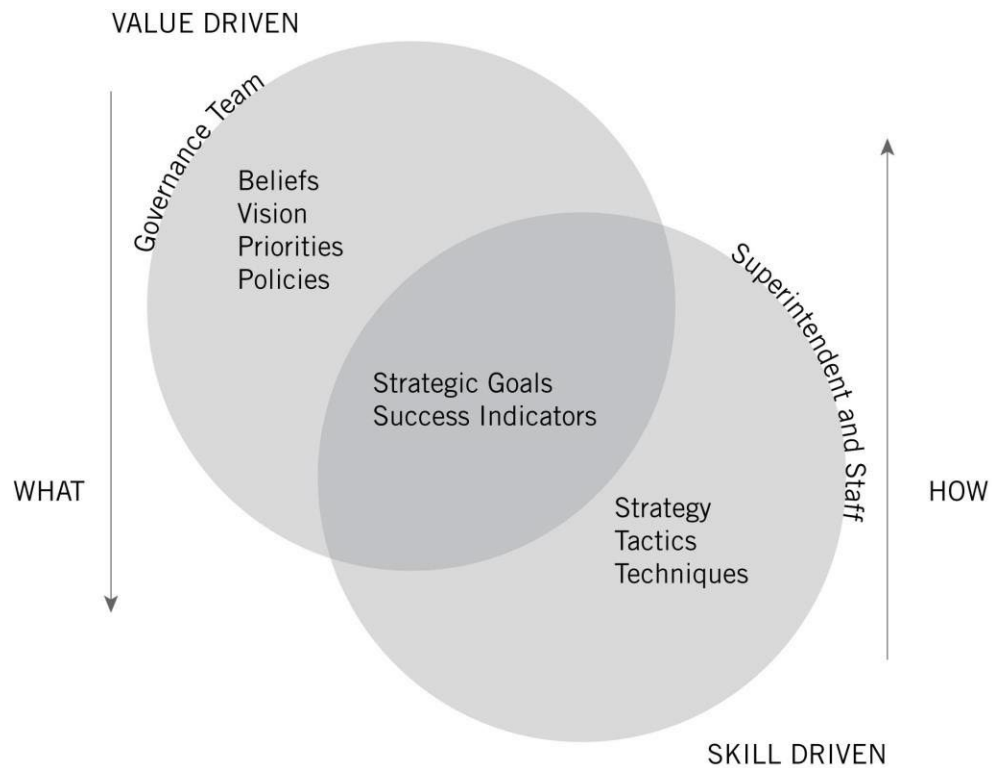 VALUE DRIVEN
Governance Team
Beliefs
Vision
Priorities
Policies
Superintendent and Staff
Strategic Goals
Success Indicators
WHAT
HOW
Strategy
Tactics
Techniques
SKILL DRIVEN